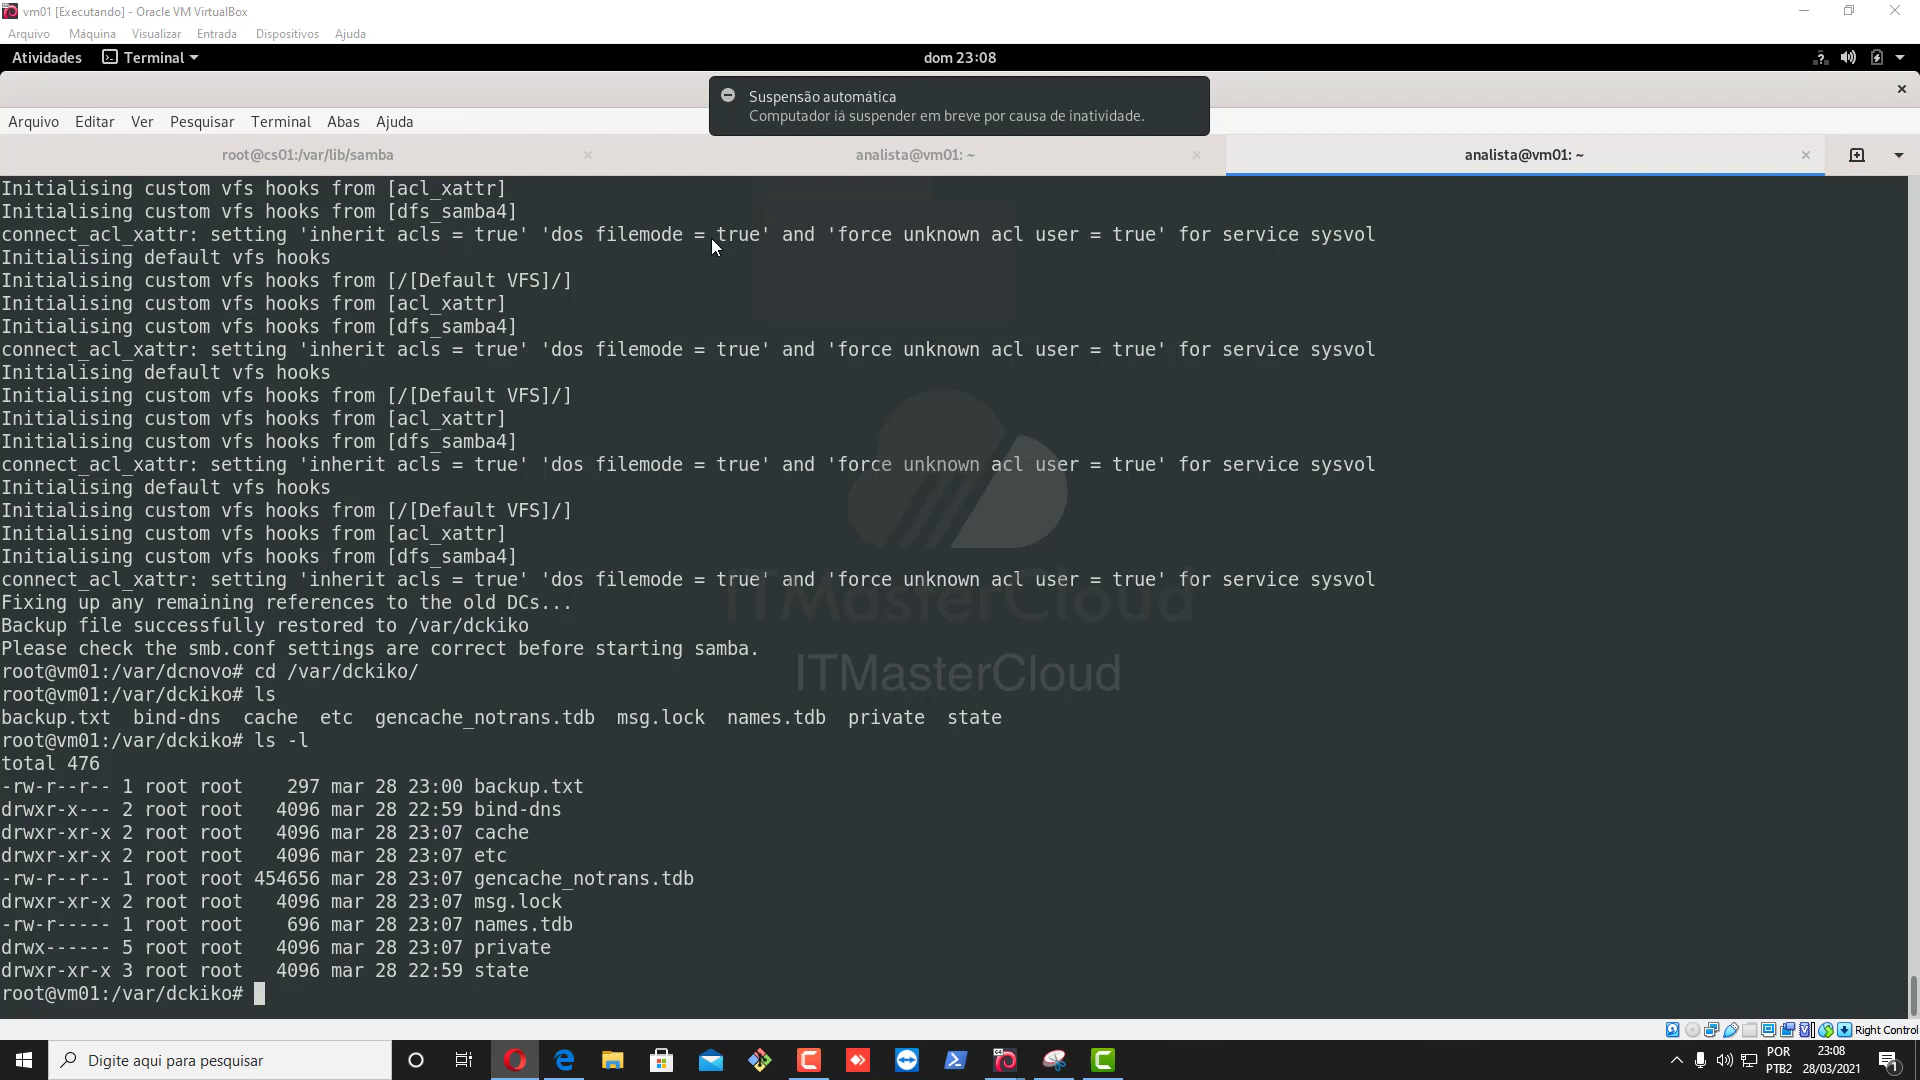 vm01 [Executando] - Oracle VM VirtualBox
Arquivo Máquina Visualizar Entrada Dispositivos Ajuda
Atividades Terminal dom 23:08
Suspensão automática
Computador iá suspender em breve por causa de inatividade.
Arquivo Editar Ver Pesquisar Terminal Abas Ajuda
root@cs01:/var/lib/samba analista@vm01: ~ analista@vm01: ~
Initialising custom vfs hooks from [acl_xattr]
Initialising custom vfs hooks from [dfs_samba4]
connect_acl_xattr: setting 'inherit acls = true' 'dos filemode = true' and 'force unknown acl user = true' for service sysvol
Initialising default vfs hooks
Initialising custom vfs hooks from [/[Default VFS]/]
Initialising custom vfs hooks from [acl_xattr]
Initialising custom vfs hooks from [dfs_samba4]
connect_acl_xattr: setting 'inherit acls = true' 'dos filemode = true' and 'force unknown acl user = true' for service sysvol
Initialising default vfs hooks
Initialising custom vfs hooks from [/[Default VFS]/]
Initialising custom vfs hooks from [acl_xattr]
Initialising custom vfs hooks from [dfs_samba4]
connect_acl_xattr: setting 'inherit acls = true' 'dos filemode = true' and 'force unknown acl user = true' for service sysvol
Initialising default vfs hooks
Initialising custom vfs hooks from [/[Default VFS]/]
Initialising custom vfs hooks from [acl_xattr]
Initialising custom vfs hooks from [dfs_samba4]
connect_acl_xattr: setting 'inherit acls = true' 'dos filemode = true' and 'force unknown acl user = true' for service sysvol
Fixing up any remaining references to the old DCs...
Backup file successfully restored to /var/dckiko
Please check the smb.conf settings are correct before starting samba.
root@vm01:/var/dcnovo# cd /var/dckiko/
root@vm01:/var/dckiko# ls
backup.txt bind-dns cache etc gencache_notrans.tdb msg.lock names.tdb private state
root@vm01:/var/dckiko# ls -l
total 476
-rw-r--r-- 1 root root 297 mar 28 23:00 backup.txt
drwxr-x--- 2 root root 4096 mar 28 22:59 bind-dns
drwxr-xr-x 2 root root 4096 mar 28 23:07 cache
drwxr-xr-x 2 root root 4096 mar 28 23:07 etc
-rw-r--r-- 1 root root 454656 mar 28 23:07 gencache_notrans.tdb
drwxr-xr-x 2 root root 4096 mar 28 23:07 msg.lock
-rw-r----- 1 root root 696 mar 28 23:07 names.tdb
drwx------ 5 root root 4096 mar 28 23:07 private
drwxr-xr-x 3 root root 4096 mar 28 22:59 state
root@vm01:/var/dckiko#
ITMasterCloud
ITMasterCloud
Right Control
Digite aqui para pesquisar
POR
PTB2
23:08
28/03/2021
1